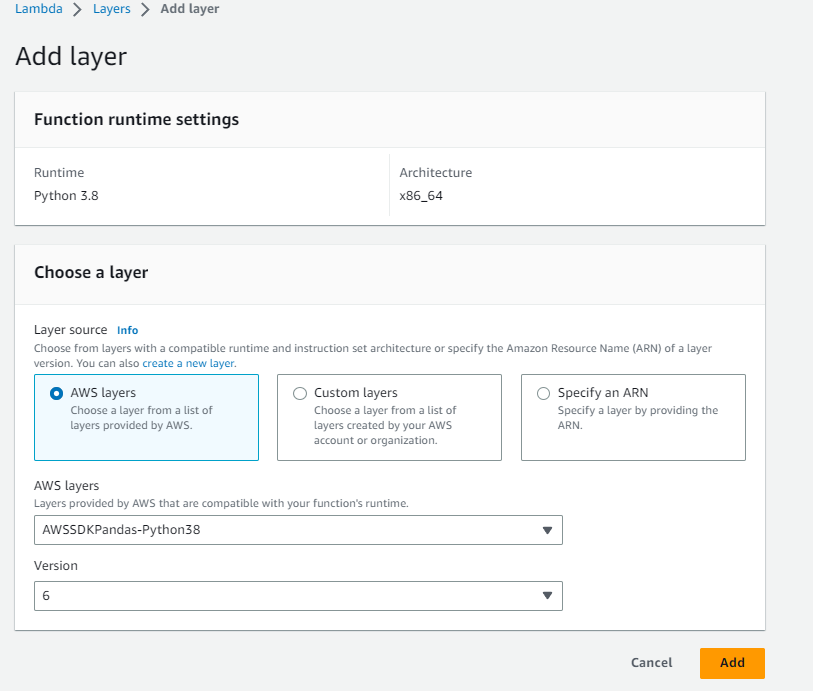 Lambda > Layers > Add layer
Add layer
Function runtime settings
Runtime
Python 3.8
Architecture
x86_64
Choose a layer
Layer source Info
Choose from layers with a compatible runtime and instruction set architecture or specify the Amazon Resource Name (ARN) of a layer
version. You can also create a new layer.
AWS layers
Choose a layer from a list of
layers provided by AWS.
Custom layers
Choose a layer from a list of
layers created by your AWS
account or organization.
Specify an ARN
Specify a layer by providing the
ARN.
AWS layers
Layers provided by AWS that are compatible with your function's runtime.
AWSSDKPandas-Python38
Version
6
Cancel
Add